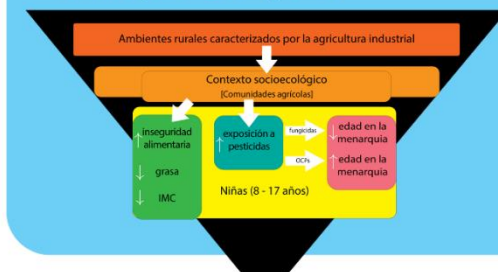 Ambientes rurales caracterizados por la agricultura industrial
Contexto socioecológico
[Comunidades agrícolas]
↑ inseguridad
alimentaria
↓ grasa
↓ IMC
↑ exposición a
pesticidas
fungicidas
OCPs
↓ edad en la
menarquia
↑ edad en la
menarquia
Niñas (8 - 17 años)